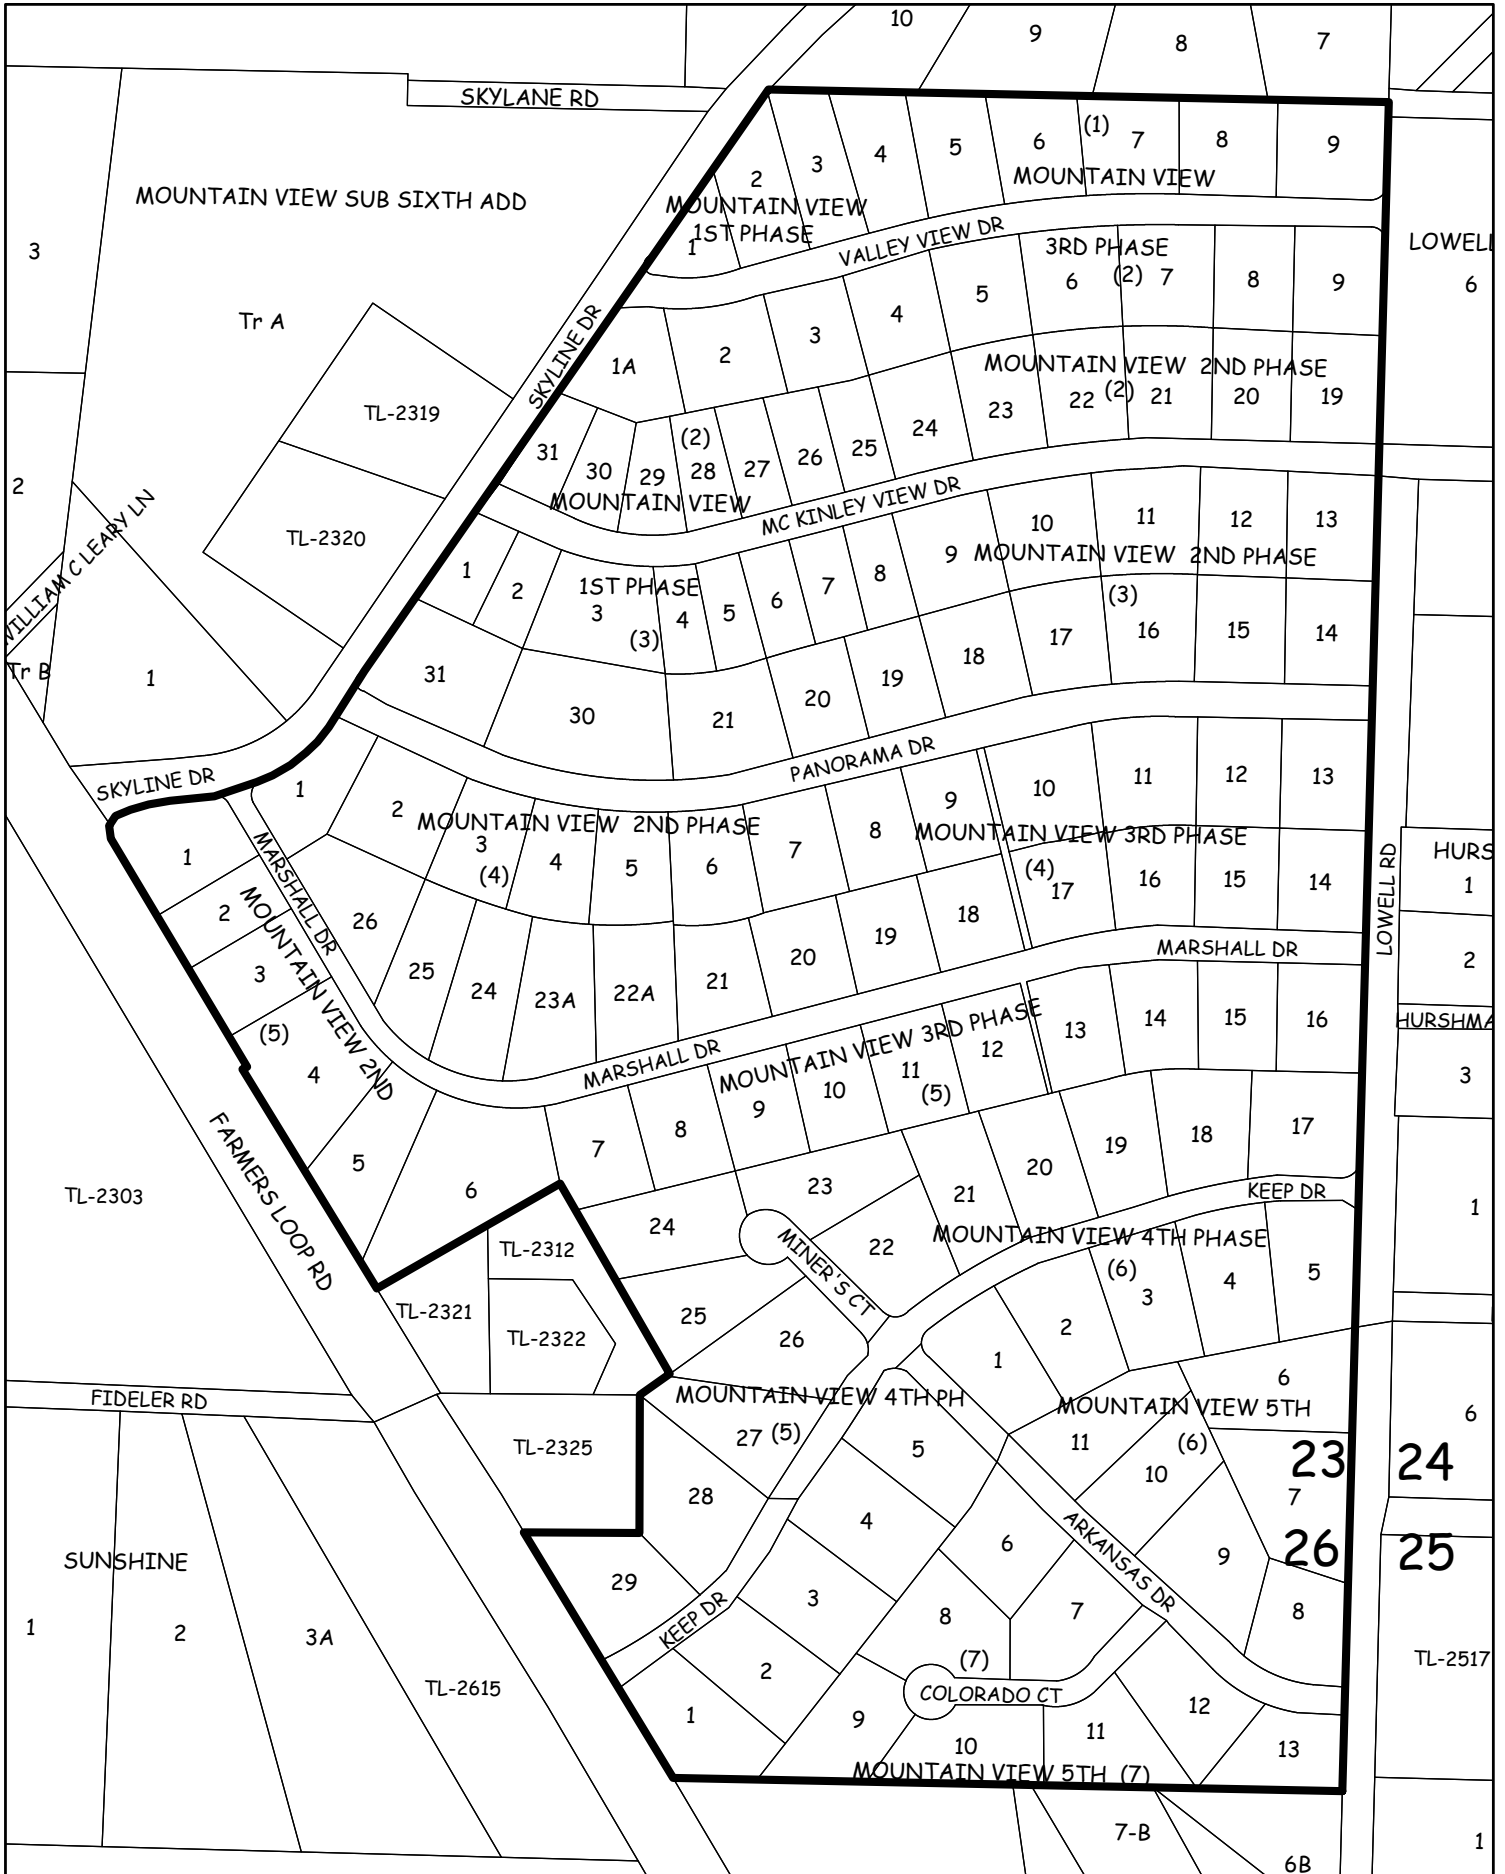 10
9
8
7
SKYLANE RD
(1)
2
3
4
5
6
7
8
9
MOUNTAIN VIEW
MOUNTAIN VIEW SUB SIXTH ADD
MOUNTAIN VIEW
1ST PHASE
1
VALLEY VIEW DR
3RD PHASE
LOWELL
6
3
Tr A
SKYLINE DR
1A
2
3
4
5
6
(2)
7
8
9
MOUNTAIN VIEW 2ND PHASE
TL-2319
31
30
29
(2)
28
27
26
25
24
23
22
(2)
21
20
19
MOUNTAIN VIEW
MC KINLEY VIEW DR
2
WILLIAM C LEARY LN
TL-2320
Tr B
1
1
2
1ST PHASE
3
(3)
4
5
6
7
8
9
10
11
12
13
MOUNTAIN VIEW 2ND PHASE
(3)
31
30
21
20
19
18
17
16
15
14
PANORAMA DR
SKYLINE DR
1
2
MOUNTAIN VIEW 2ND PHASE
3
(4)
4
5
6
7
8
9
10
11
12
13
MOUNTAIN VIEW 3RD PHASE
(4)
LOWELL RD
HURS
1
1
2
3
MARSHALL DR
MOUNTAIN VIEW 2ND
(5)
4
5
26
25
24
23A
22A
21
20
19
18
17
16
15
14
MARSHALL DR
2
HURSHMA
3
MARSHALL DR
MOUNTAIN VIEW 3RD PHASE
6
7
8
9
10
11
(5)
12
13
14
15
16
TL-2303
FARMERS LOOP RD
24
23
22
21
20
19
18
17
KEEP DR
1
MINER'S CT
MOUNTAIN VIEW 4TH PHASE
(6)
TL-2312
TL-2321
TL-2322
25
26
1
2
3
4
5
FIDELER RD
MOUNTAIN VIEW 4TH PH
6
MOUNTAIN VIEW 5TH
6
TL-2325
27
(5)
5
11
(6)
10
23
24
7
28
4
6
ARKANSAS DR
9
26
25
SUNSHINE
1
2
3A
29
KEEP DR
3
8
7
8
TL-2615
2
(7)
TL-2517
COLORADO CT
1
9
10
11
12
13
MOUNTAIN VIEW 5TH (7)
7-B
6B
1